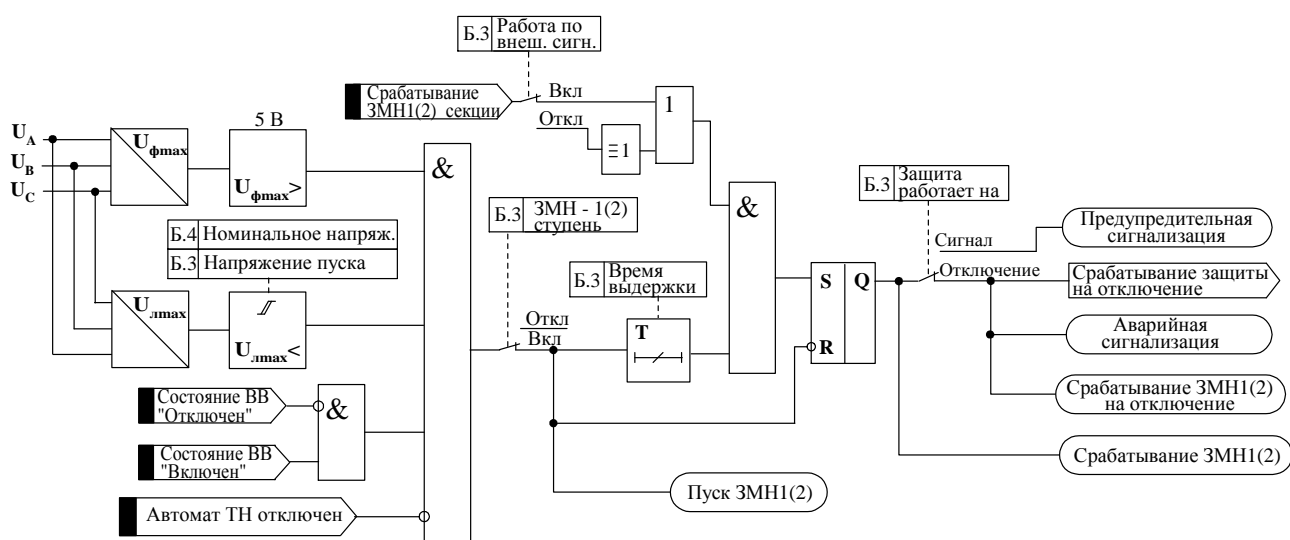 Б.3 Работа по
внеш. сигн.
Срабатывание
ЗМН1(2) секции
Вкл
Откл
1
≡1
U_A
U_B
U_C
U_фmax
5 В
U_фmax>
&
Б.4 Номинальное напряж.
Б.3 Напряжение пуска
U_лmax
U_лmax<
Состояние ВВ
"Отключен"
Состояние ВВ
"Включен"
&
Автомат ТН отключен
Б.3 ЗМН - 1(2)
ступень
Откл
Вкл
Б.3 Время
выдержки
T
&
Пуск ЗМН1(2)
S Q
R
Б.3 Защита
работает на
Сигнал
Отключение
Предупредительная
сигнализация
Срабатывание защиты
на отключение
Аварийная
сигнализация
Срабатывание ЗМН1(2)
на отключение
Срабатывание ЗМН1(2)